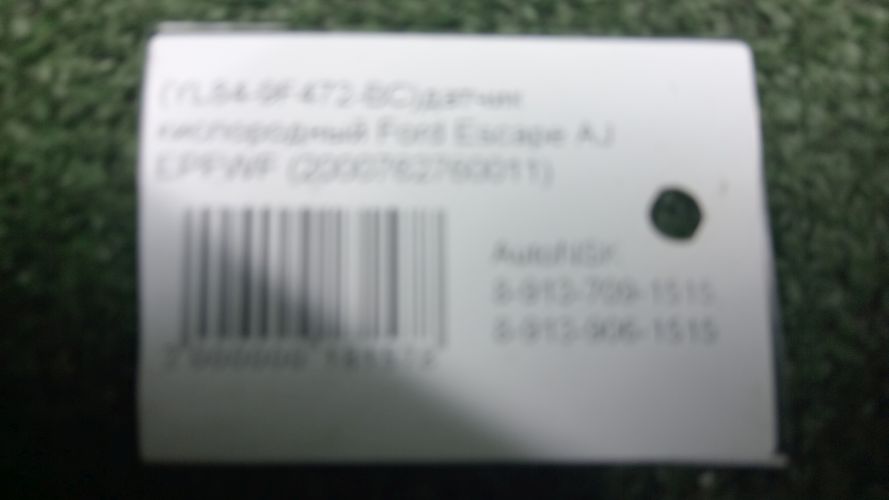 (YL84-9F472-BC)датчик
кислородный Ford Escape AJ
EPFWF (2000762760011)
AutoNSK
8-913-709-1515
8-913-906-1515